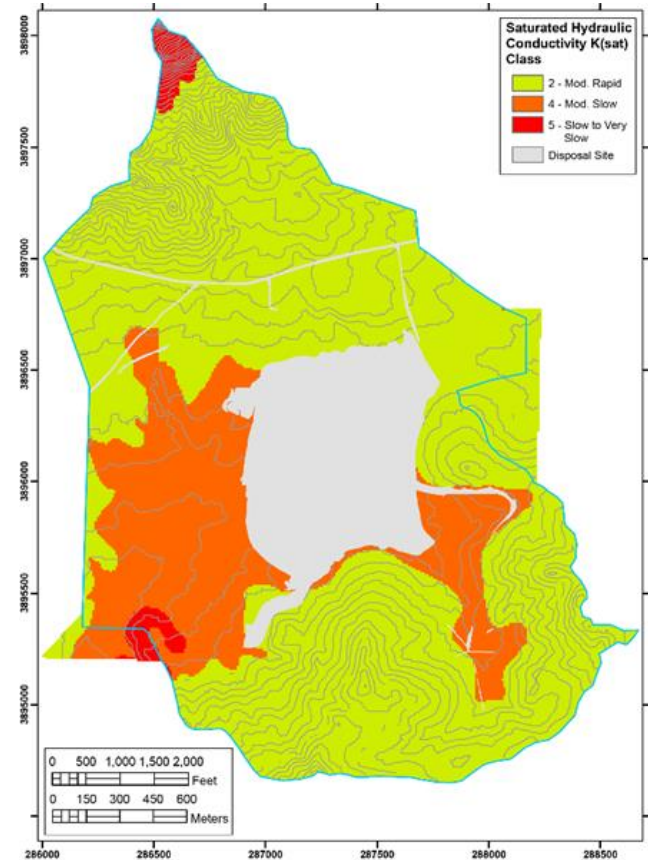 Saturated Hydraulic
Conductivity K(sat)
Class
2 - Mod. Rapid
4 - Mod. Slow
5 - Slow to Very
Slow
Disposal Site
3898000
3897500
3897000
3896500
3896000
3895500
3895000
0 500 1,000 1,500 2,000
Feet
0 150 300 450 600
Meters
286000 286500 287000 287500 288000 288500